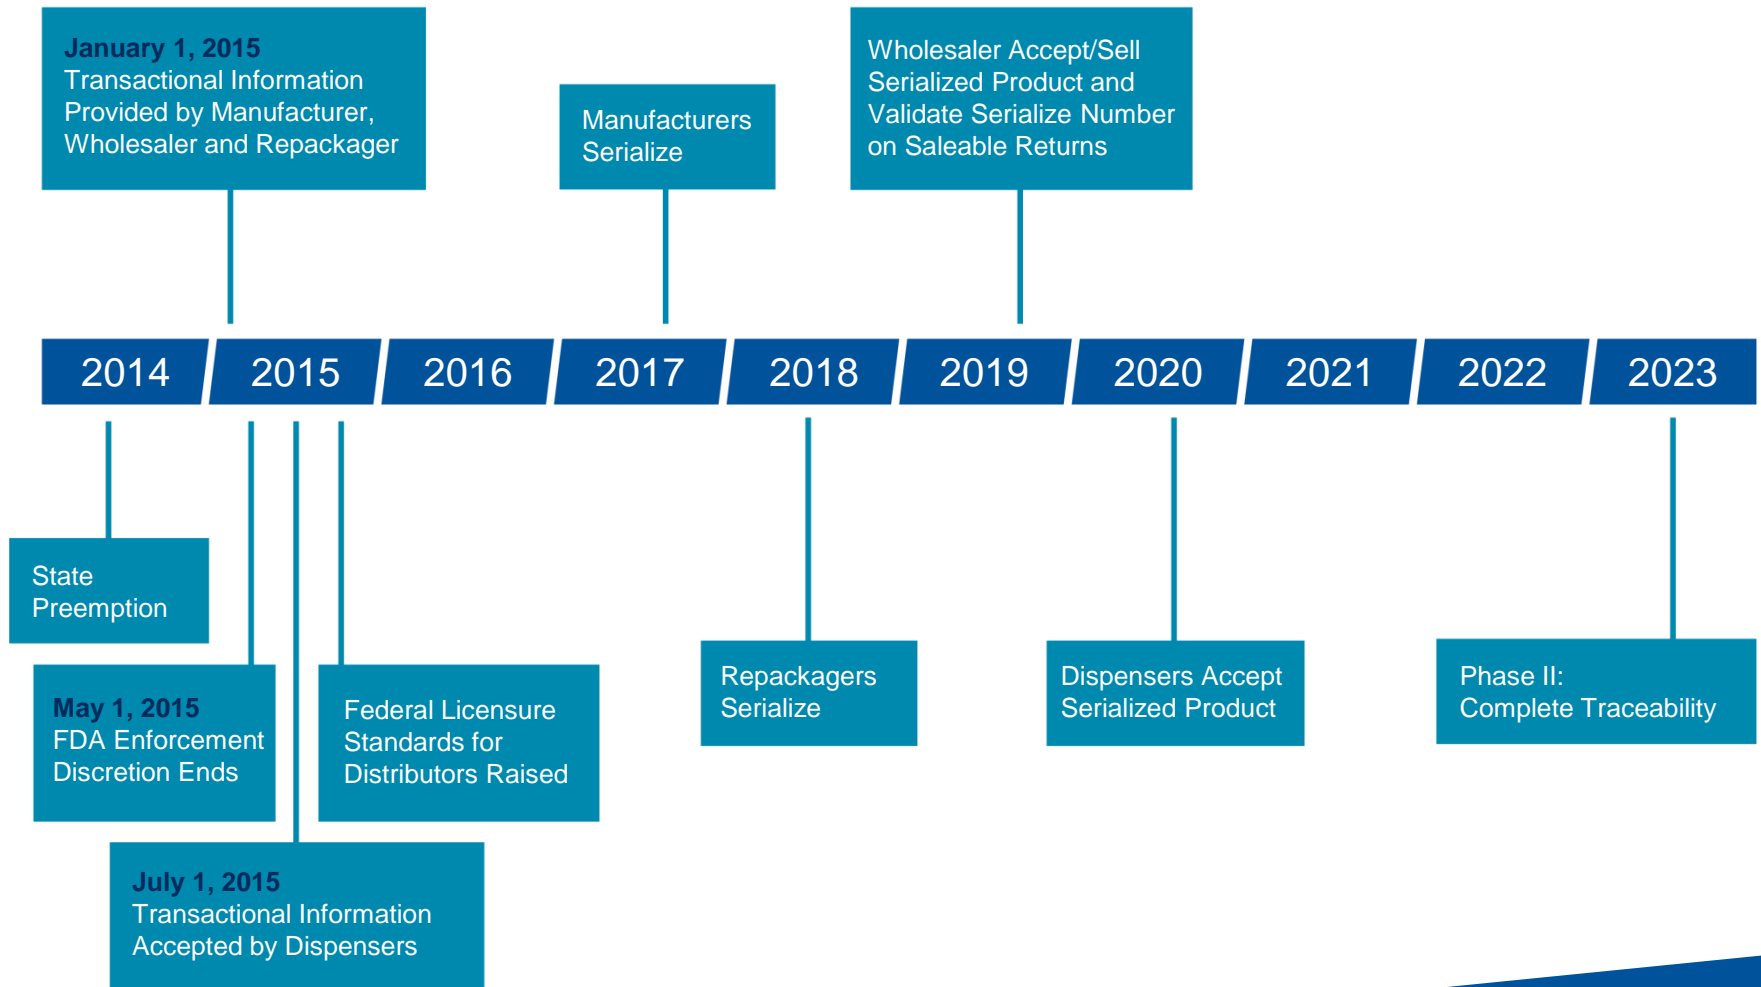 January 1, 2015
Transactional Information
Provided by Manufacturer,
Wholesaler and Repackager
Manufacturers
Serialize
Wholesaler Accept/Sell
Serialized Product and
Validate Serialize Number
on Saleable Returns
2014
2015
2016
2017
2018
2019
2020
2021
2022
2023
State
Preemption
May 1, 2015
FDA Enforcement
Discretion Ends
Federal Licensure
Standards for
Distributors Raised
July 1, 2015
Transactional Information
Accepted by Dispensers
Repackagers
Serialize
Dispensers Accept
Serialized Product
Phase II:
Complete Traceability